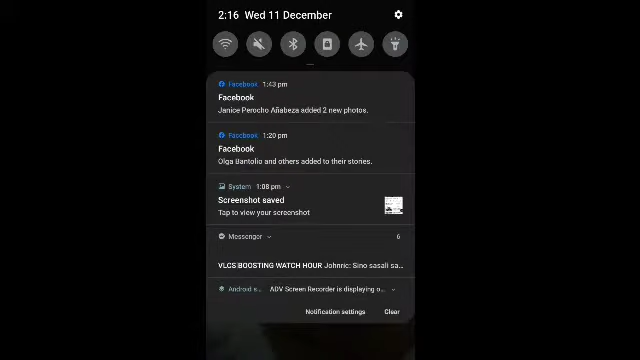 2:16 Wed 11 December
Facebook 1:43 pm
Facebook
Janice Perocho Añabeza added 2 new photos.
Facebook 1:20 pm
Facebook
Olga Bantolio and others added to their stories.
System 1:08 pm
Screenshot saved
Tap to view your screenshot
Messenger 6
VLCS BOOSTING WATCH HOUR Johnric: Sino sasali sa...
Android s... ADV Screen Recorder is displaying o...
Notification settings Clear